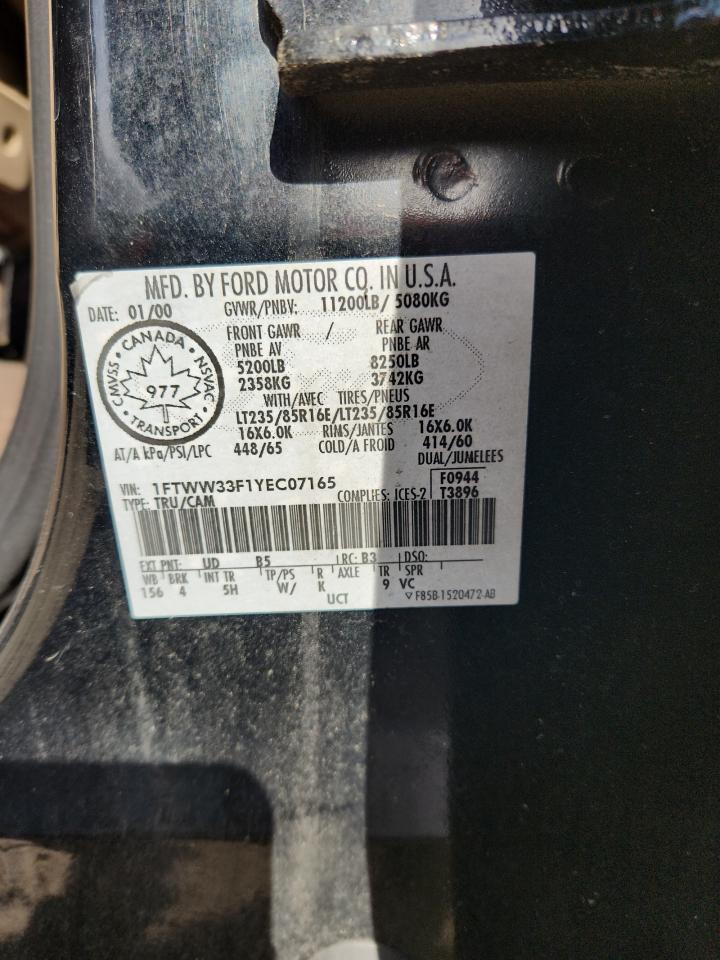 MFD. BY FORD MOTOR CO. IN U.S.A.
DATE: 01/00 GVWR/PNBV: 11200LB/ 5080KG
FRONT GAWR / REAR GAWR
PNBE AV PNBE AR
5200LB 8250LB
2358KG 3742KG
WITH/AVEC TIRES/PNEUS
LT235/85R16E/LT235/85R16E
16X6.0K RIMS/JANTES 16X6.0K
AT/A kPa/PSI/LPC 448/65 COLD/A FROID 414/60
DUAL/JUMELEES
CANADA
CMVSS • NSVAC
977
TRANSPORT
VIN: 1FTWW33F1YEC07165 F0944
TYPE: TRU/CAM COMPLIES: ICES-2 T3896
EXT PNT: UD B5 RC: B3 DSO:
WB BRK INT TR TP/PS R AXLE TR SPR
156 4 5H W/ K 9 VC
UCT ▽ F85B-1520472-AB